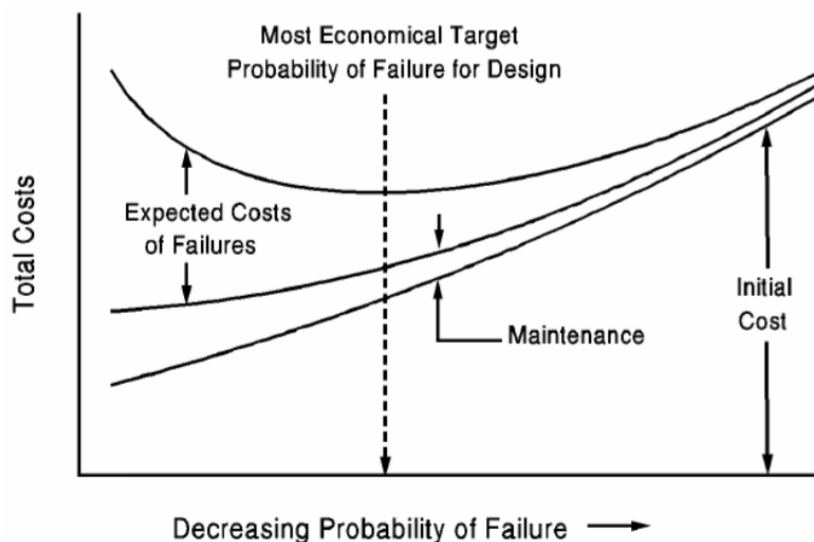 Most Economical Target
Probability of Failure for Design
Expected Costs
of Failures
Total Costs
Initial
Cost
Maintenance
Decreasing Probability of Failure